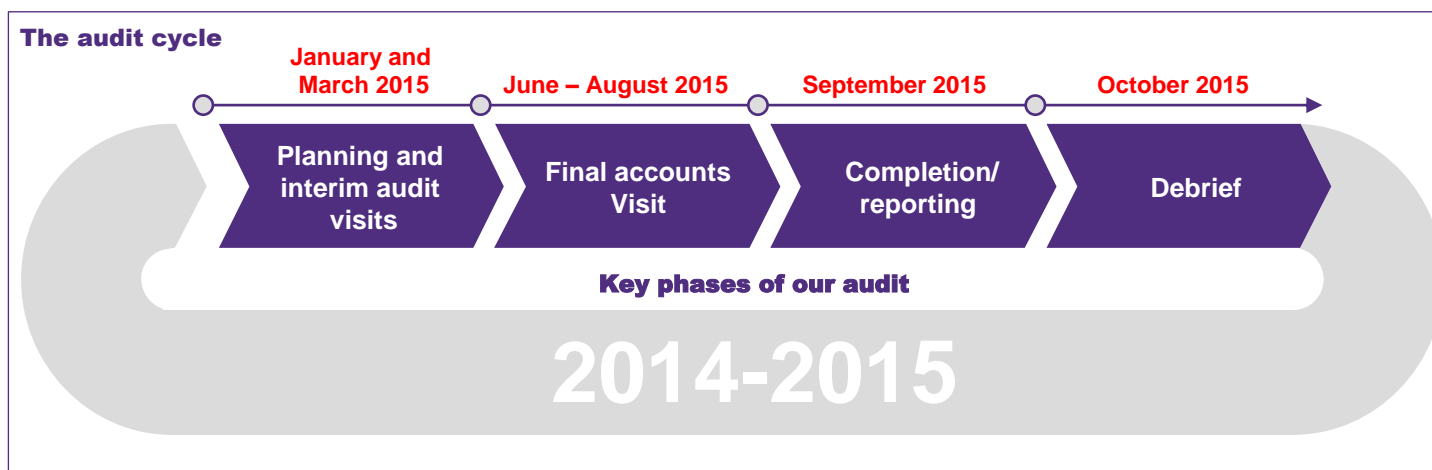 The audit cycle
January and
March 2015
June – August 2015
September 2015
October 2015
Planning and
interim audit
visits
Final accounts
Visit
Completion/
reporting
Debrief
Key phases of our audit
2014-2015